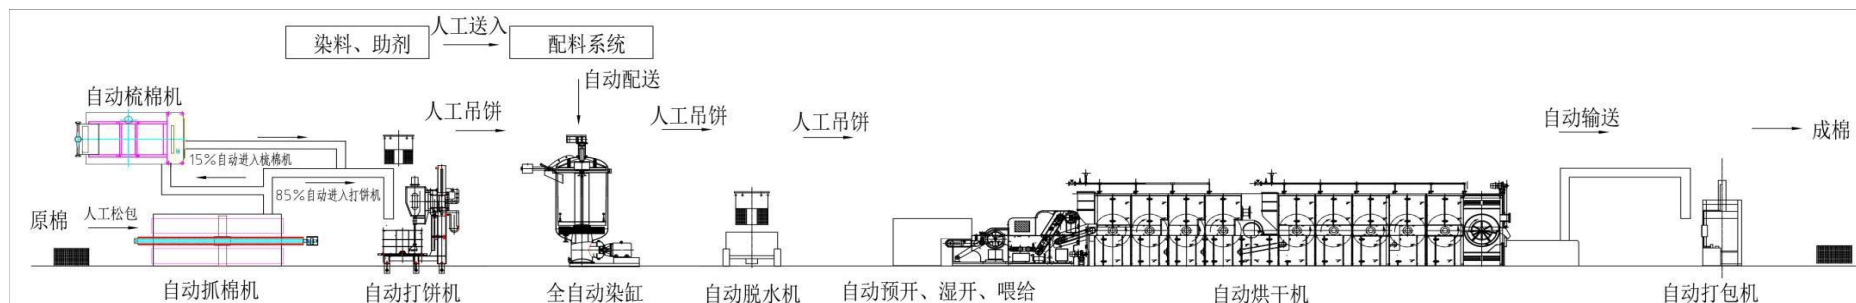 染料、助剂
人工送入
配料系统
自动配送
自动梳棉机
15%自动进入梳棉机
85%自动进入打饼机
人工吊饼
人工吊饼
人工吊饼
自动输送
成棉
原棉
人工松包
自动抓棉机
自动打饼机
全自动染缸
自动脱水机
自动预开、湿开、喂给
自动烘干机
自动打包机